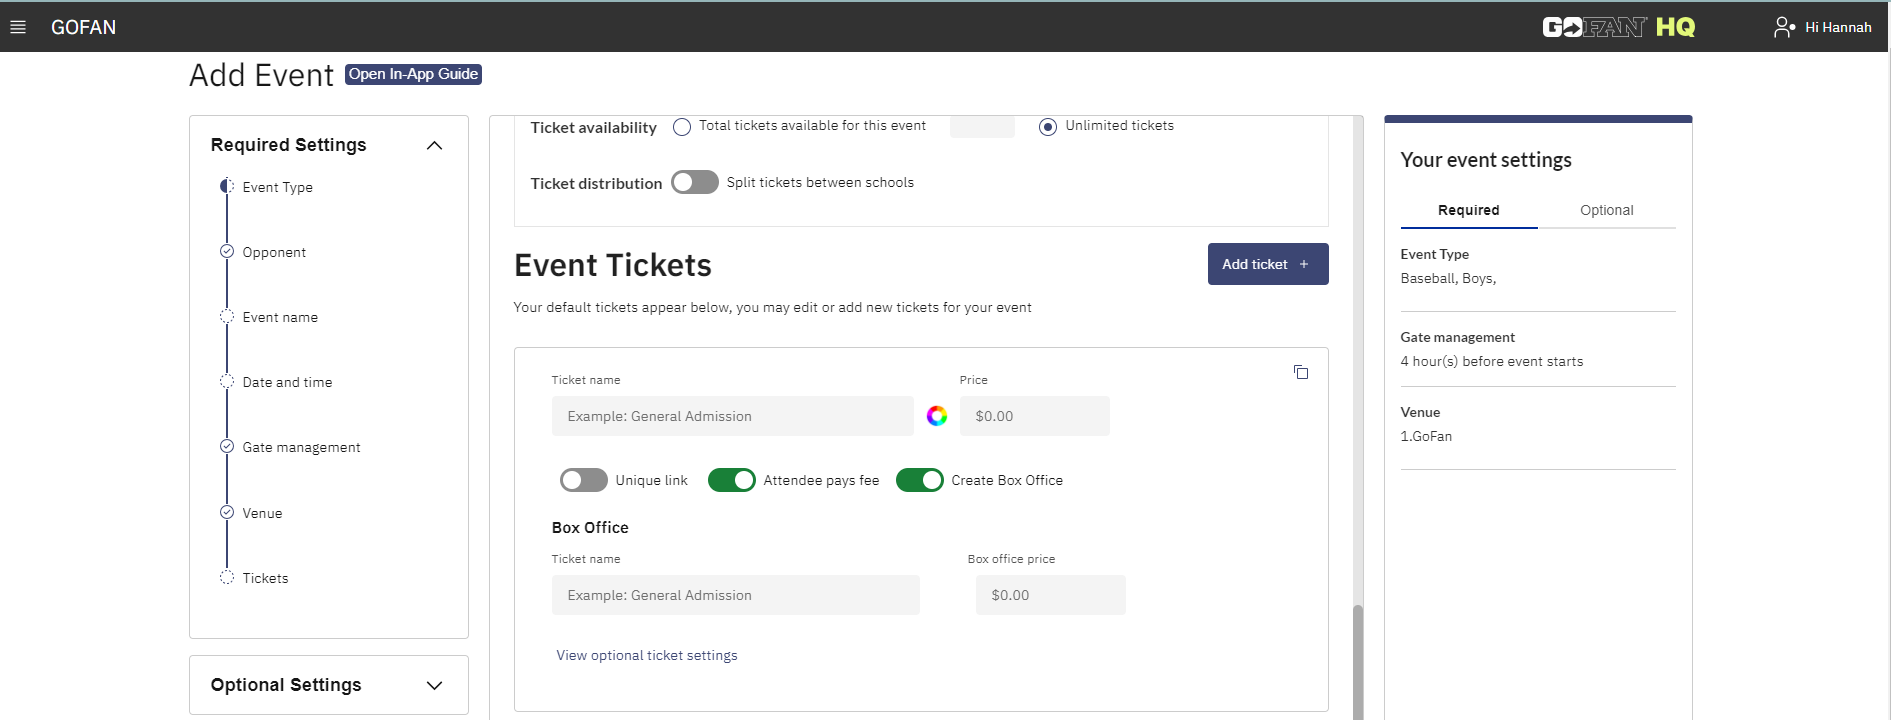 GOFAN
GOFAN HQ
Hi Hannah
Add Event
Open In-App Guide
Required Settings
Event Type
Opponent
Event name
Date and time
Gate management
Venue
Tickets
Optional Settings
Ticket availability
Total tickets available for this event
Unlimited tickets
Ticket distribution
Split tickets between schools
Event Tickets
Add ticket +
Your default tickets appear below, you may edit or add new tickets for your event
Ticket name
Price
Example: General Admission
$0.00
Unique link
Attendee pays fee
Create Box Office
Box Office
Ticket name
Box office price
Example: General Admission
$0.00
View optional ticket settings
Your event settings
Required
Optional
Event Type
Baseball, Boys,
Gate management
4 hour(s) before event starts
Venue
1.GoFan